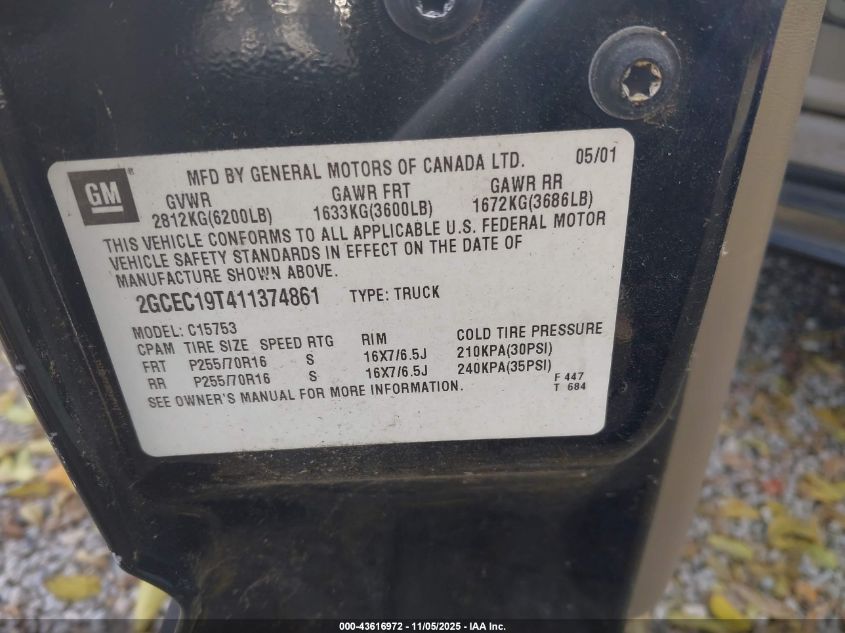 GM
MFD BY GENERAL MOTORS OF CANADA LTD. 05/01
GVWR GAWR FRT GAWR RR
2812KG(6200LB) 1633KG(3600LB) 1672KG(3686LB)
THIS VEHICLE CONFORMS TO ALL APPLICABLE U.S. FEDERAL MOTOR
VEHICLE SAFETY STANDARDS IN EFFECT ON THE DATE OF
MANUFACTURE SHOWN ABOVE.
2GCEC19T411374861 TYPE: TRUCK
MODEL: C15753
CPAM TIRE SIZE SPEED RTG RIM COLD TIRE PRESSURE
FRT P255/70R16 S 16X7/6.5J 210KPA(30PSI)
RR P255/70R16 S 16X7/6.5J 240KPA(35PSI)
SEE OWNER'S MANUAL FOR MORE INFORMATION.
F 447
T 684
000-43616972 - 11/05/2025 - IAA Inc.